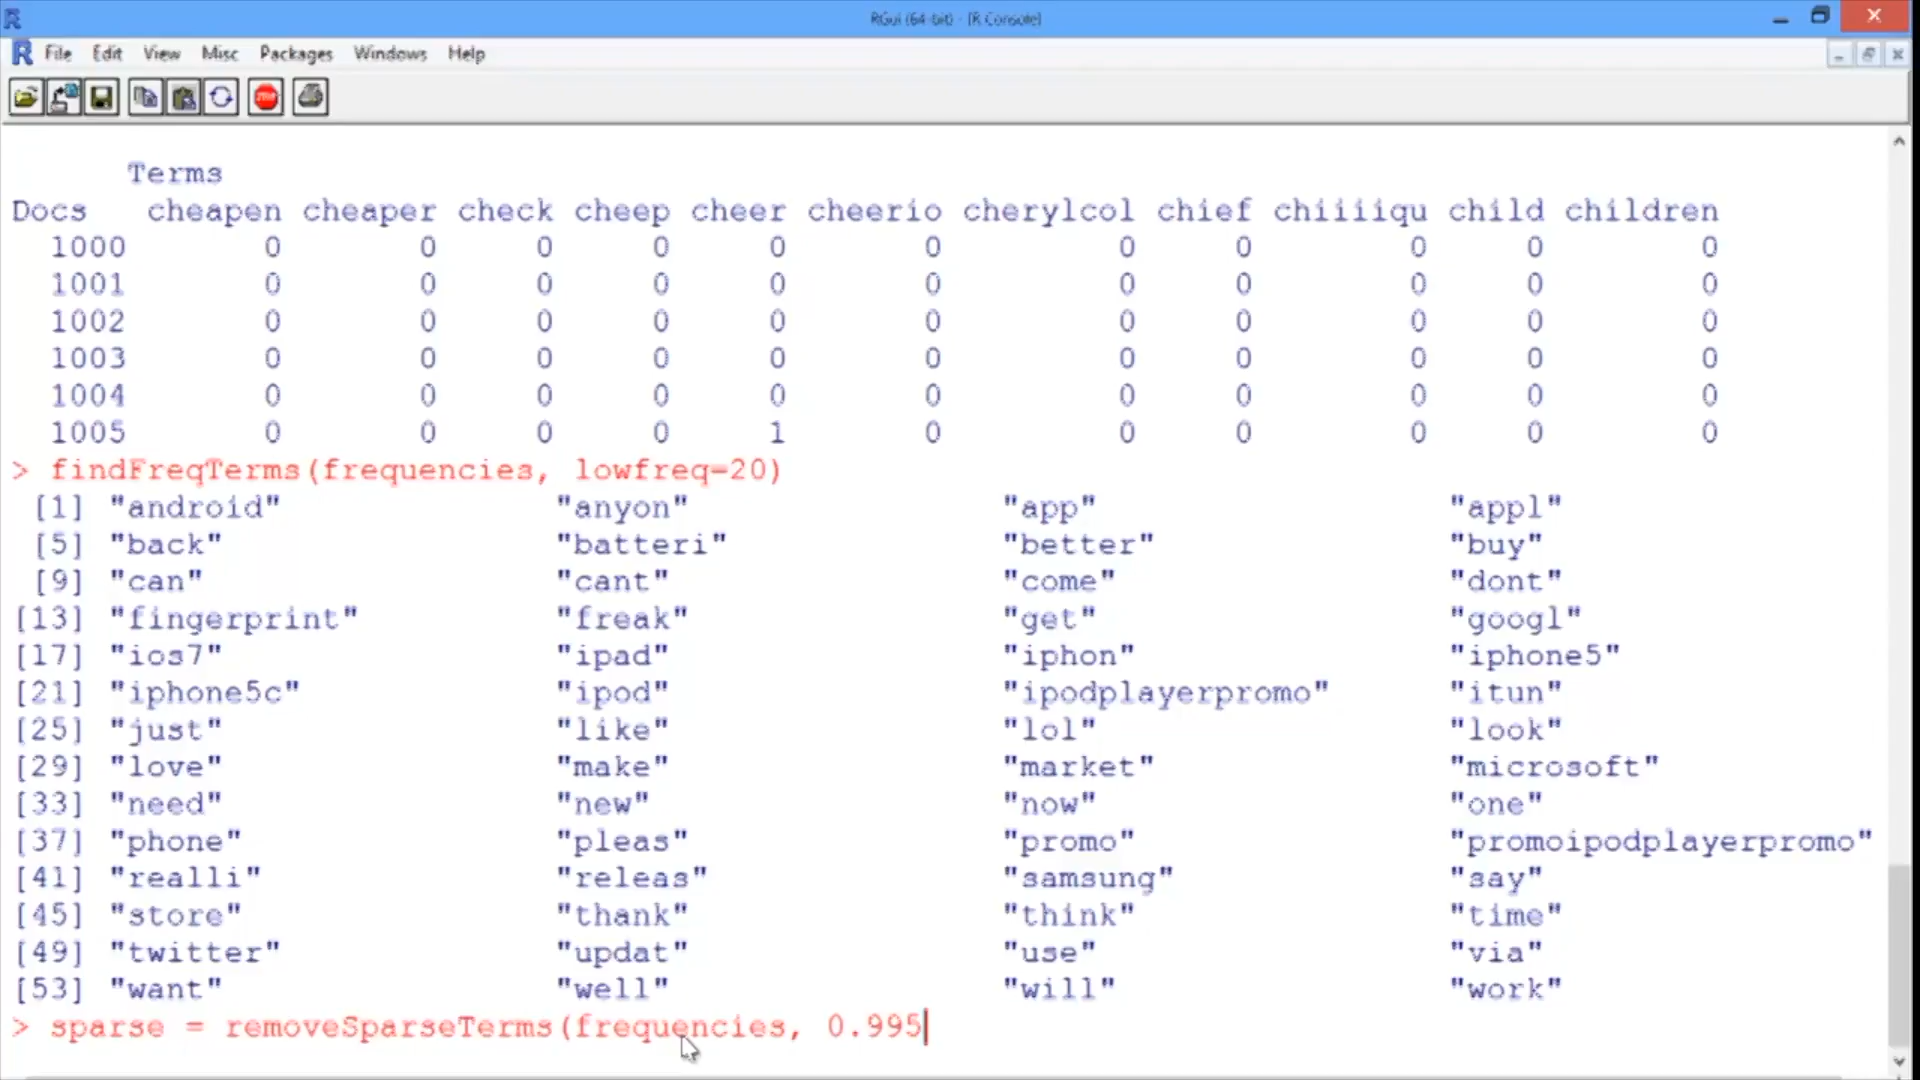 RGui (64-bit) - [R Console]
File Edit View Misc Packages Windows Help
STOP
Terms
Docs cheapen cheaper check cheep cheer cheerio cherylcol chief chiiiiqu child children
1000 0 0 0 0 0 0 0 0 0 0 0
1001 0 0 0 0 0 0 0 0 0 0 0
1002 0 0 0 0 0 0 0 0 0 0 0
1003 0 0 0 0 0 0 0 0 0 0 0
1004 0 0 0 0 0 0 0 0 0 0 0
1005 0 0 0 0 1 0 0 0 0 0 0
> findFreqTerms(frequencies, lowfreq=20)
[1] "android" "anyon" "app" "appl"
[5] "back" "batteri" "better" "buy"
[9] "can" "cant" "come" "dont"
[13] "fingerprint" "freak" "get" "googl"
[17] "ios7" "ipad" "iphon" "iphone5"
[21] "iphone5c" "ipod" "ipodplayerpromo" "itun"
[25] "just" "like" "lol" "look"
[29] "love" "make" "market" "microsoft"
[33] "need" "new" "now" "one"
[37] "phone" "pleas" "promo" "promoipodplayerpromo"
[41] "realli" "releas" "samsung" "say"
[45] "store" "thank" "think" "time"
[49] "twitter" "updat" "use" "via"
[53] "want" "well" "will" "work"
> sparse = removeSparseTerms(frequencies, 0.995